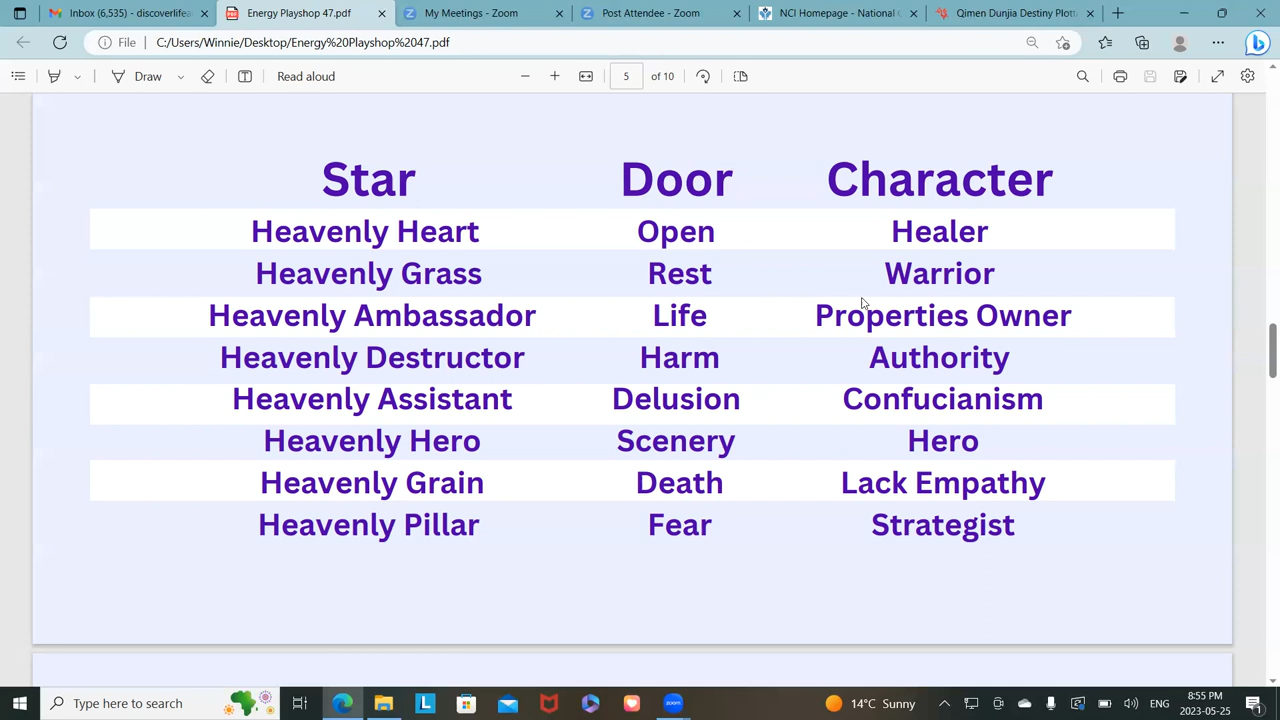 Inbox (6,535) - discoverlifea
Energy Playshop 47.pdf
My Meetings - Zoom
Post Attendee - Zoom
NCI Homepage - National C
Qimen Dunjia Destiny Plott
File
C:/Users/Winnie/Desktop/Energy%20Playshop%2047.pdf
Draw
Read aloud
5
of 10
Star Door Character
Heavenly Heart Open Healer
Heavenly Grass Rest Warrior
Heavenly Ambassador Life Properties Owner
Heavenly Destructor Harm Authority
Heavenly Assistant Delusion Confucianism
Heavenly Hero Scenery Hero
Heavenly Grain Death Lack Empathy
Heavenly Pillar Fear Strategist
Type here to search
L
zoom
14°C Sunny
ENG
8:55 PM
2023-05-25
1